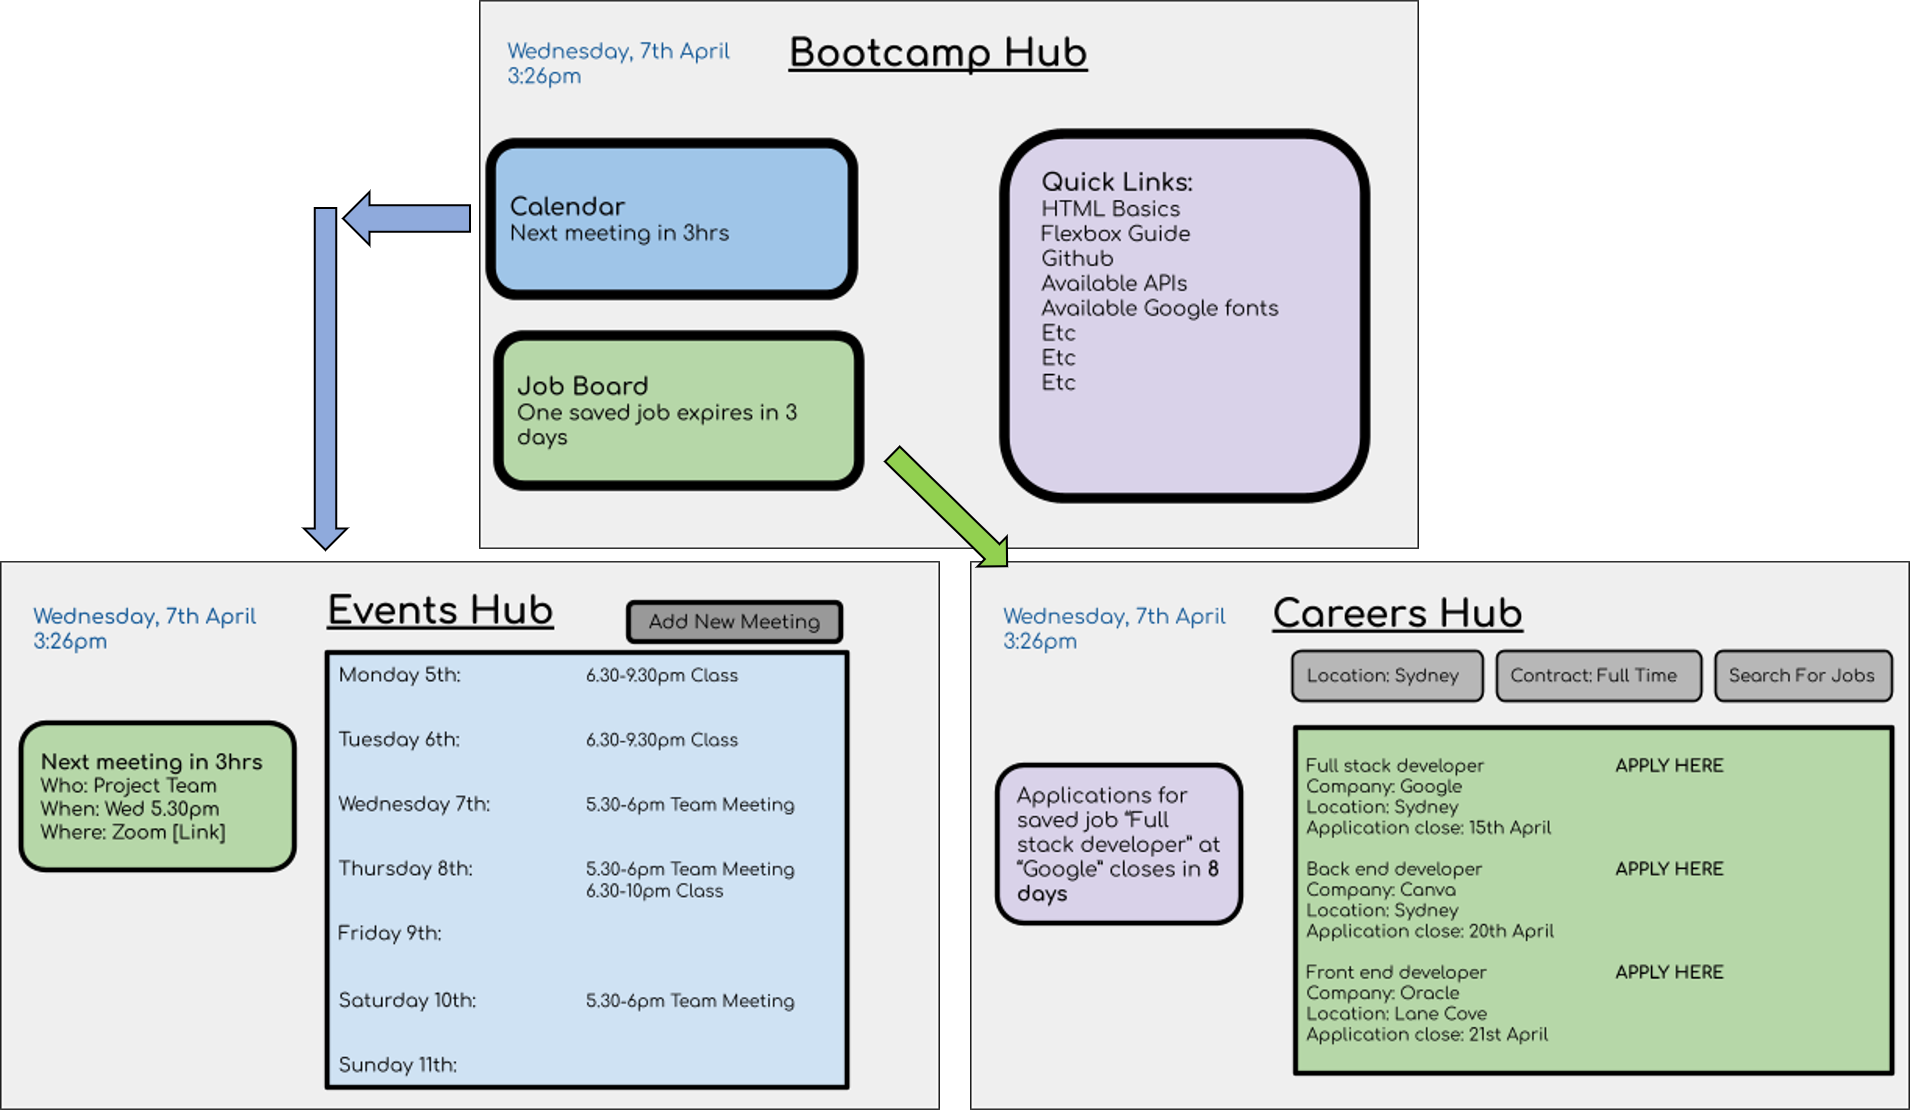 Wednesday, 7th April
3:26pm
Bootcamp Hub
Calendar
Next meeting in 3hrs
Job Board
One saved job expires in 3
days
Quick Links:
HTML Basics
Flexbox Guide
Github
Available APIs
Available Google fonts
Etc
Etc
Etc
Wednesday, 7th April
3:26pm
Events Hub
Add New Meeting
Next meeting in 3hrs
Who: Project Team
When: Wed 5.30pm
Where: Zoom [Link]
Monday 5th: 6.30-9.30pm Class
Tuesday 6th: 6.30-9.30pm Class
Wednesday 7th: 5.30-6pm Team Meeting
Thursday 8th: 5.30-6pm Team Meeting
6.30-10pm Class
Friday 9th:
Saturday 10th: 5.30-6pm Team Meeting
Sunday 11th:
Wednesday, 7th April
3:26pm
Careers Hub
Location: Sydney
Contract: Full Time
Search For Jobs
Applications for
saved job “Full
stack developer” at
“Google” closes in 8
days
Full stack developer APPLY HERE
Company: Google
Location: Sydney
Application close: 15th April
Back end developer APPLY HERE
Company: Canva
Location: Sydney
Application close: 20th April
Front end developer APPLY HERE
Company: Oracle
Location: Lane Cove
Application close: 21st April